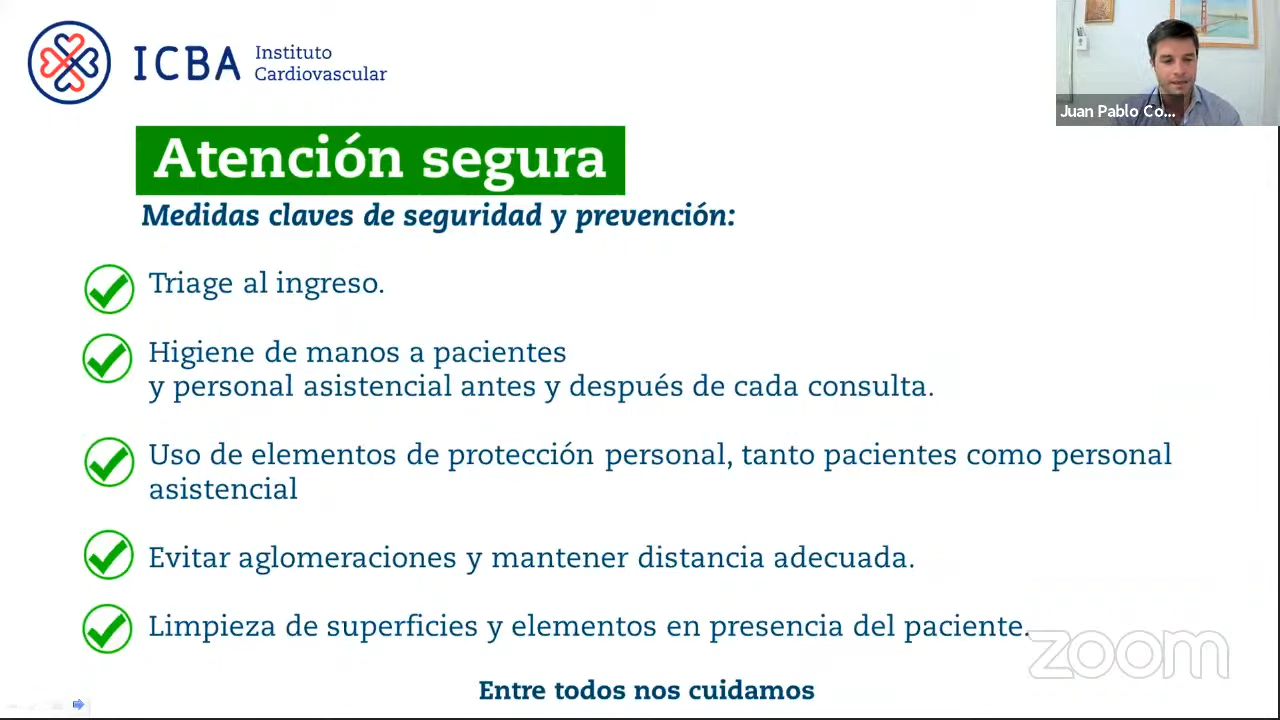 ICBA
Instituto
Cardiovascular
Juan Pablo Co...
Atención segura
Medidas claves de seguridad y prevención:
Triage al ingreso.
Higiene de manos a pacientes
y personal asistencial antes y después de cada consulta.
Uso de elementos de protección personal, tanto pacientes como personal
asistencial
Evitar aglomeraciones y mantener distancia adecuada.
Limpieza de superficies y elementos en presencia del paciente.
zoom
Entre todos nos cuidamos